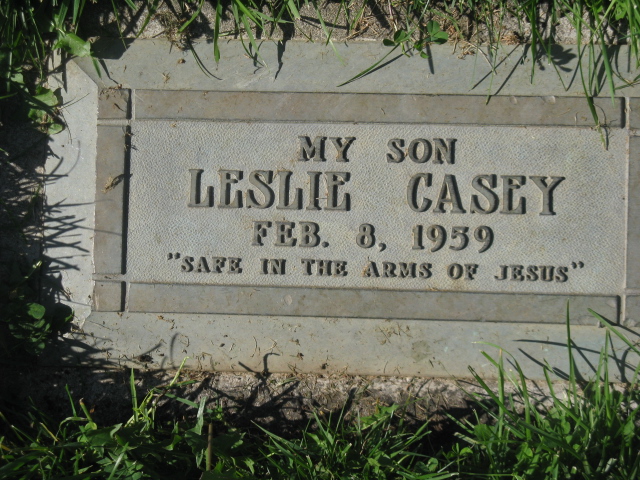 MY SON
LESLIE CASEY
FEB. 8, 1959
"SAFE IN THE ARMS OF JESUS"